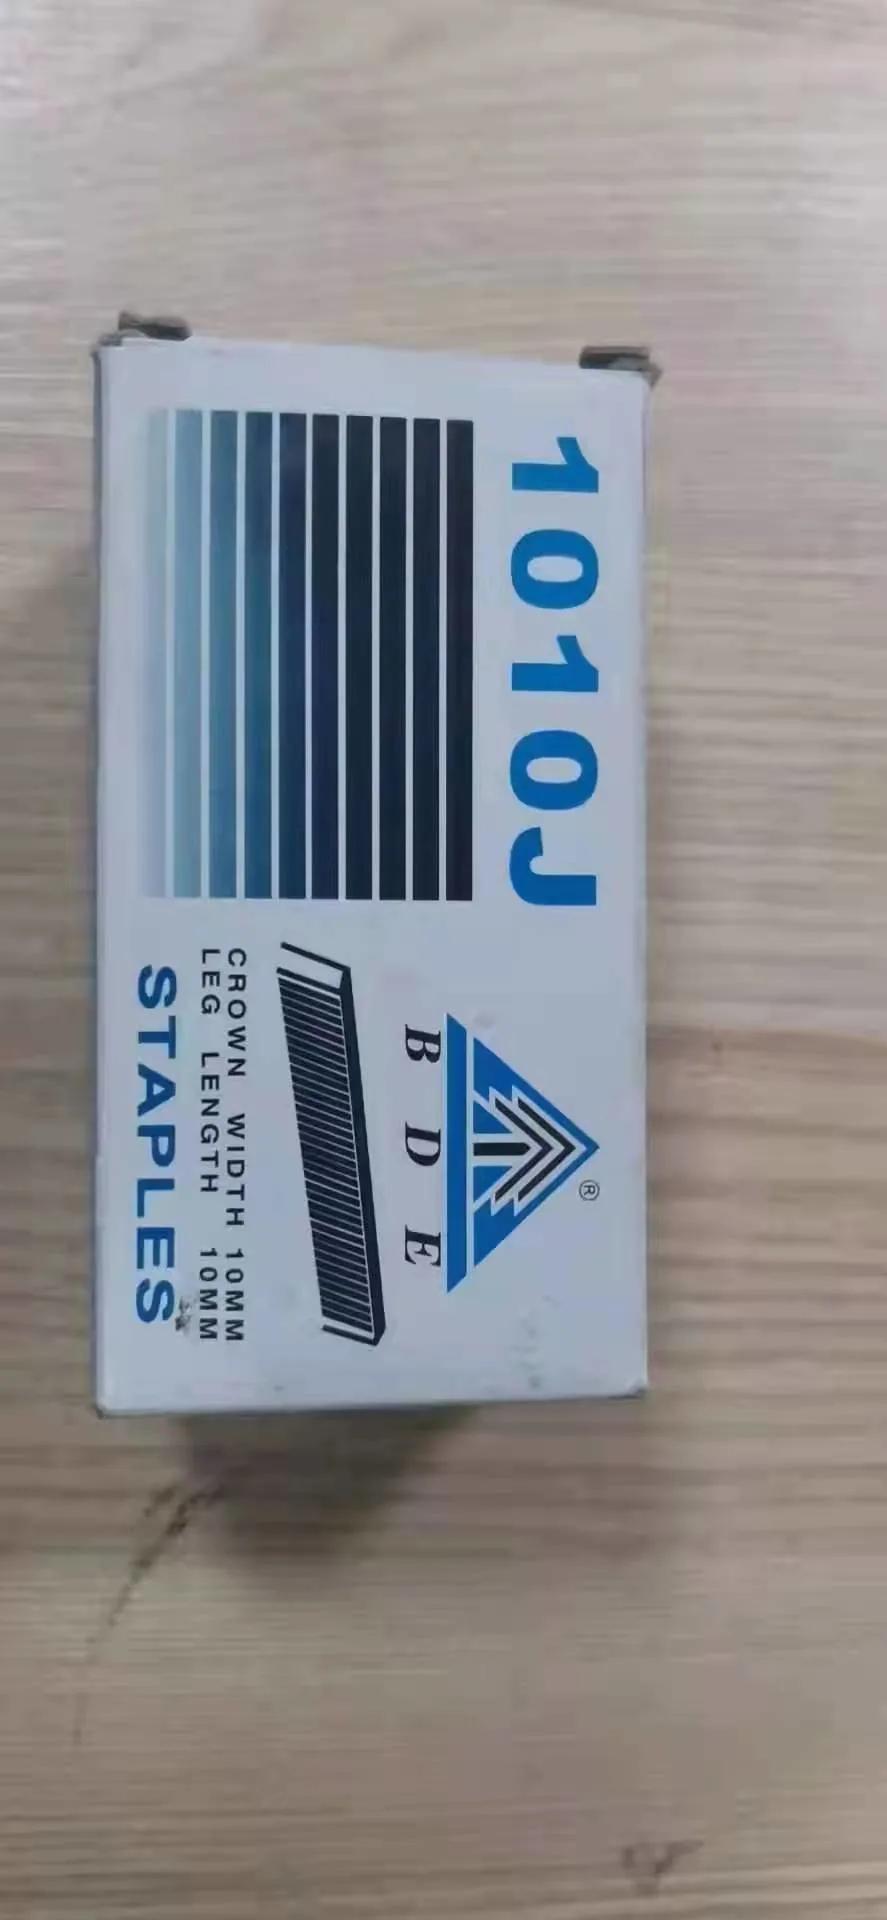 1010J
®
BDE
CROWN WIDTH 10MM
LEG LENGTH 10MM
STAPLES